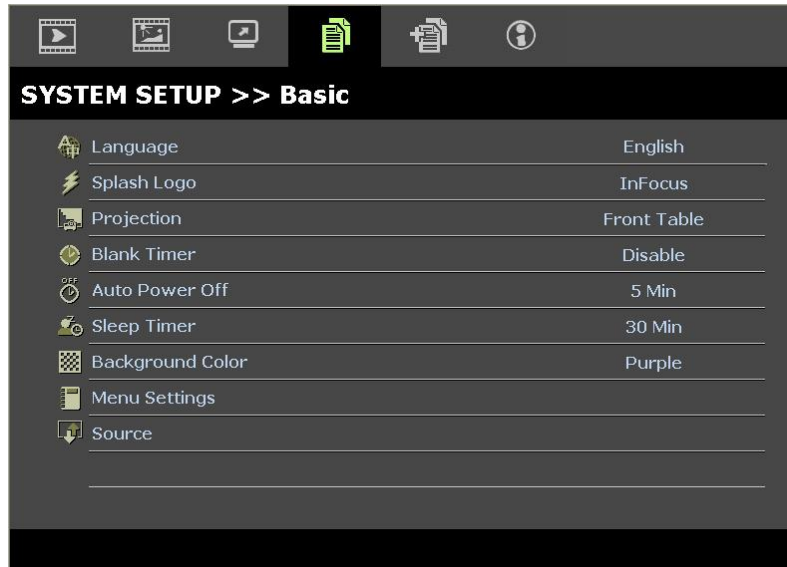 SYSTEM SETUP >> Basic
Language English
Splash Logo InFocus
Projection Front Table
Blank Timer Disable
OFF
Auto Power Off 5 Min
Sleep Timer 30 Min
Background Color Purple
Menu Settings
Source